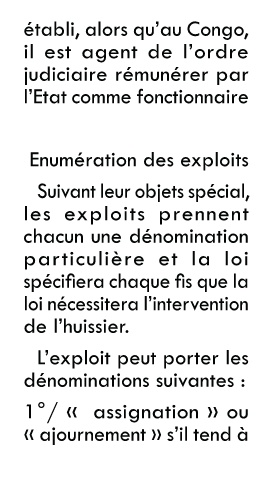 établi, alors qu'au Congo,
il est agent de l'ordre
judiciaire rémunérer par
l'Etat comme fonctionnaire
Enumération des exploits
Suivant leur objets spécial,
les exploits prennent
chacun une dénomination
particulière et la loi
spécifiera chaque fis que la
loi nécessitera l'intervention
de l'huissier.
L'exploit peut porter les
dénominations suivantes :
1°/ « assignation » ou
« ajournement » s'il tend à